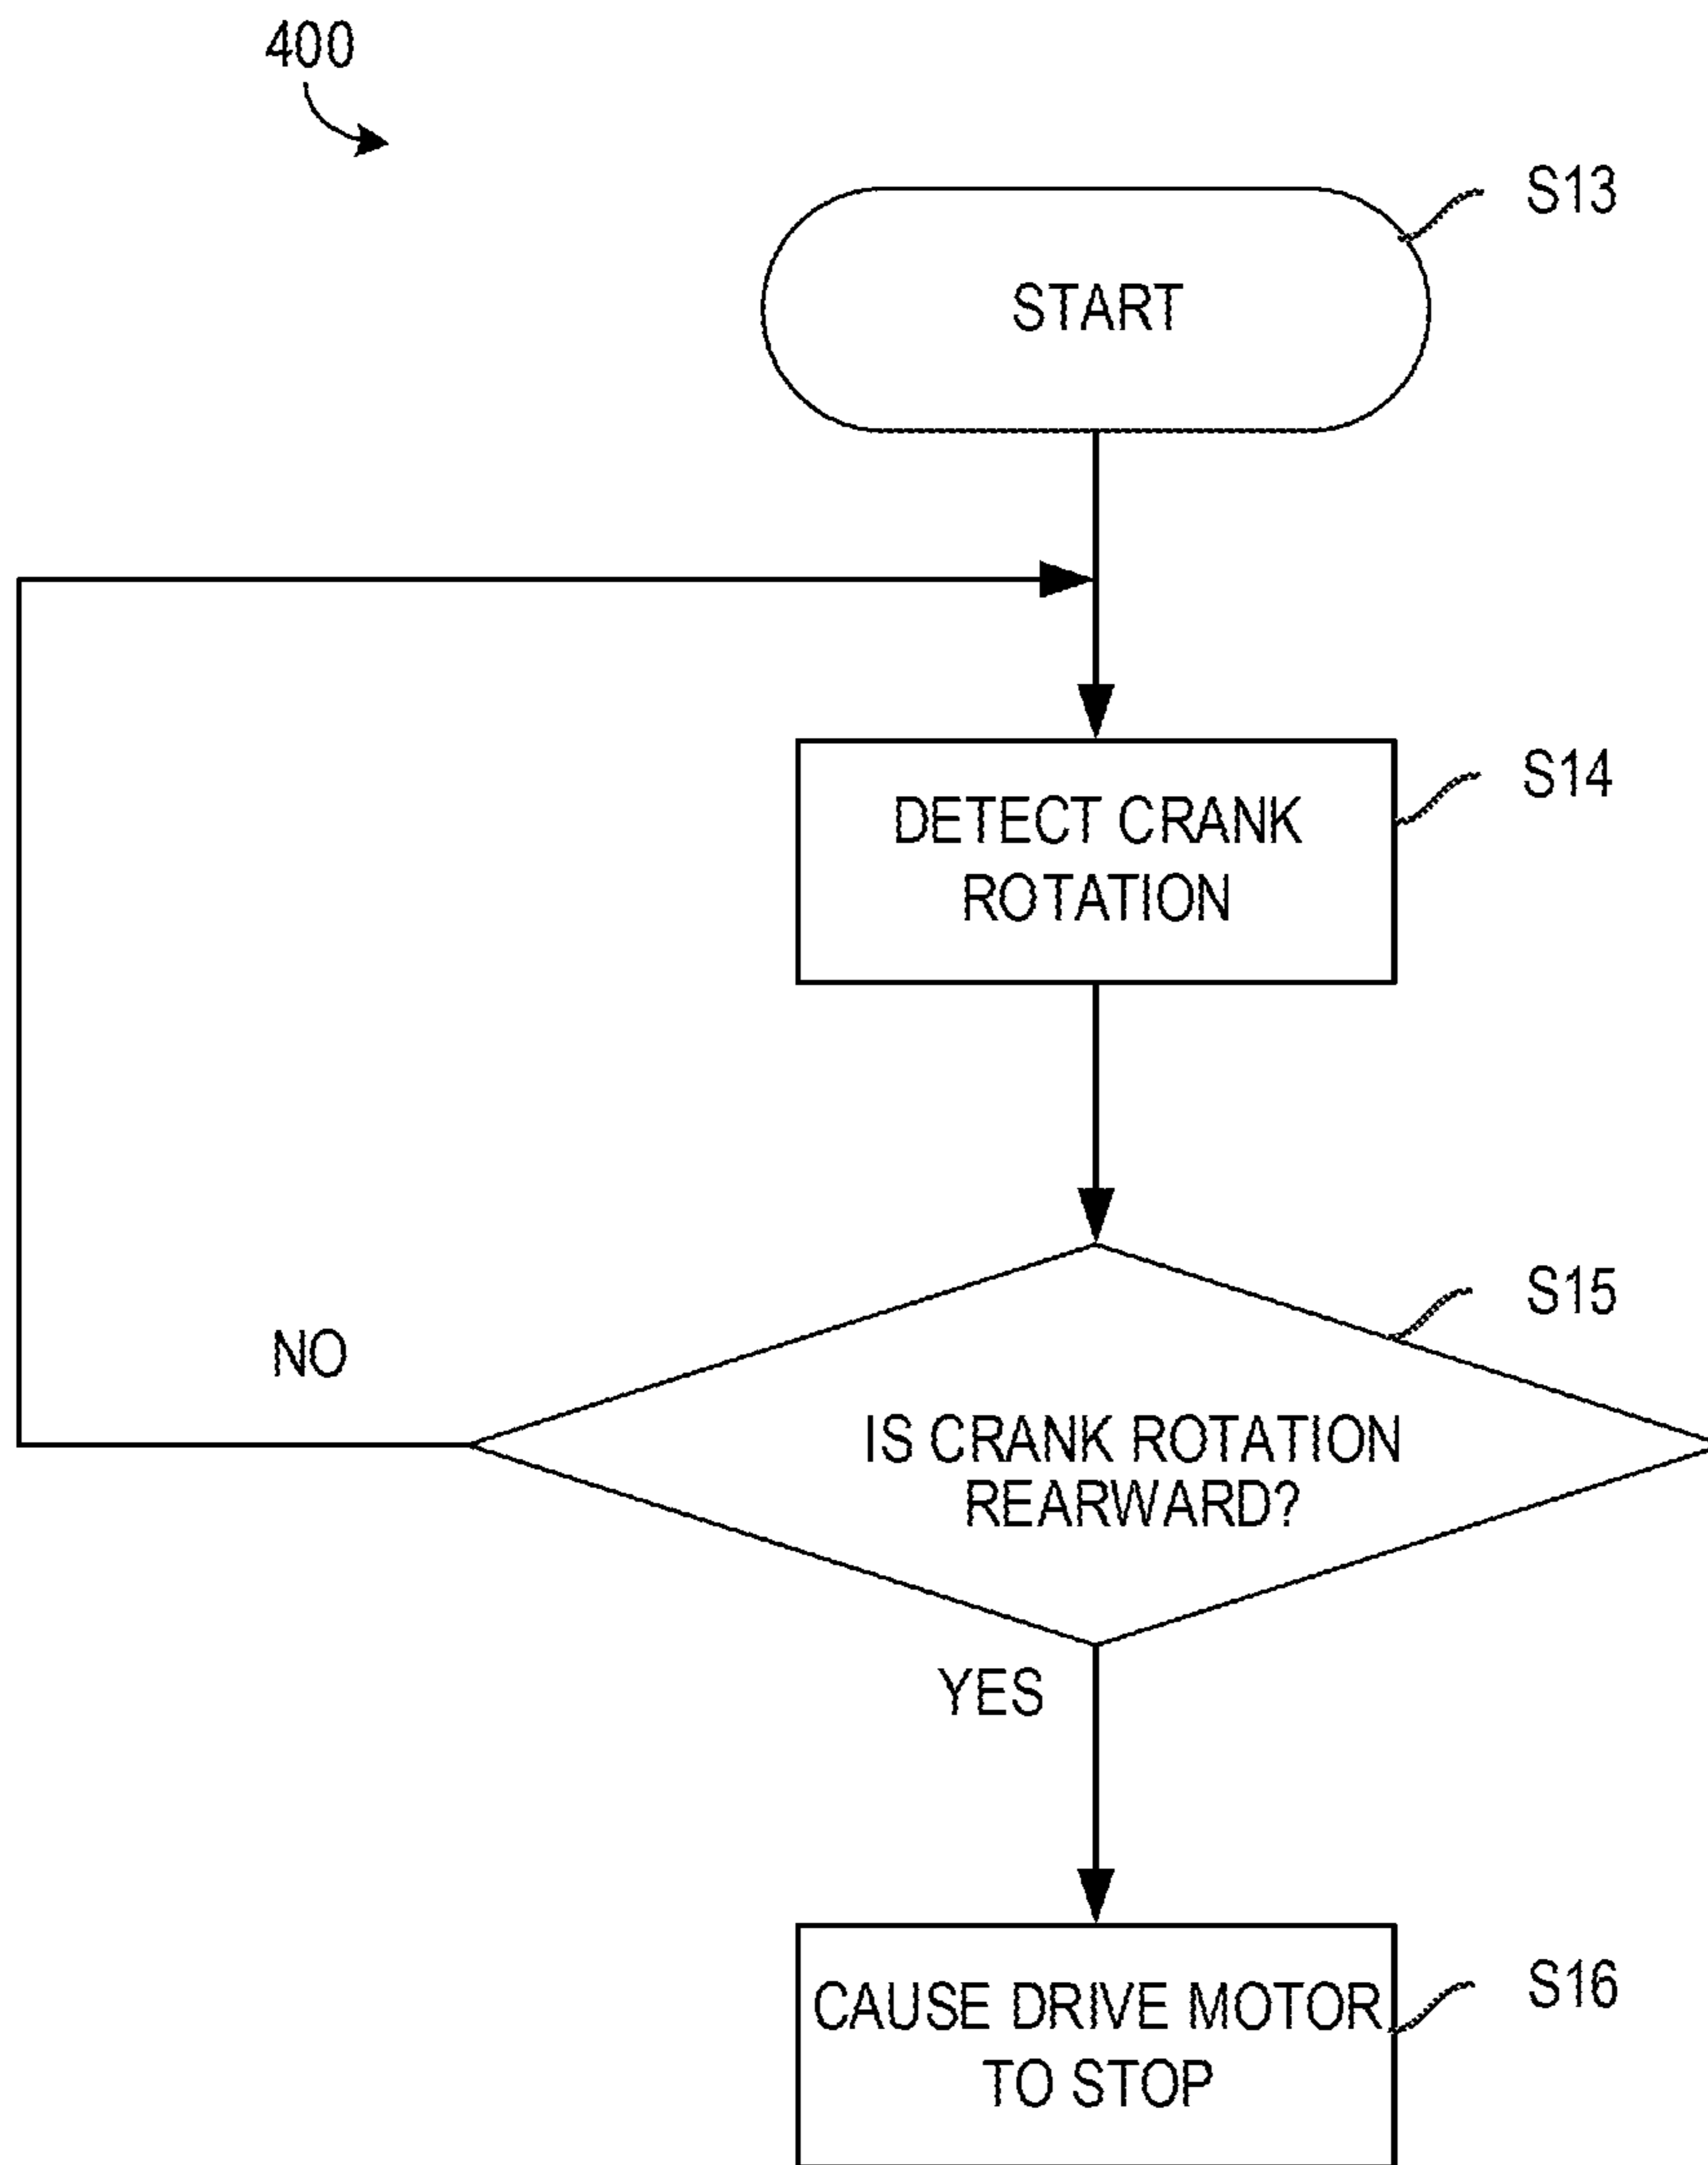 400
S13
START
S14
DETECT CRANK
ROTATION
S15
NO
IS CRANK ROTATION
REARWARD?
YES
S16
CAUSE DRIVE MOTOR
TO STOP